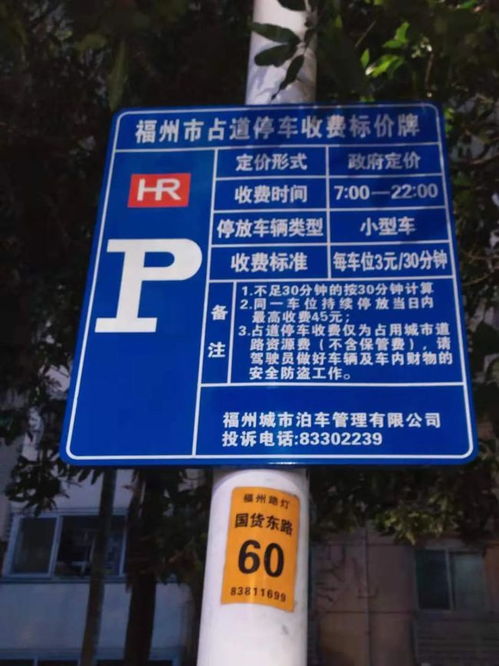 福州市占道停车收费标价牌
HR
P
定价形式 政府定价
收费时间 7:00—22:00
停放车辆类型 小型车
收费标准 每车位3元/30分钟
备注
1.不足30分钟的按30分钟计算
2.同一车位持续停放当日内
最高收费45元；
3.占道停车收费仅为占用城市道
路资源费（不含保管费），请
驾驶员做好车辆及车内财物的
安全防盗工作。
福州城市泊车管理有限公司
投诉电话:83302239
福州路灯
国货东路
60
83811699